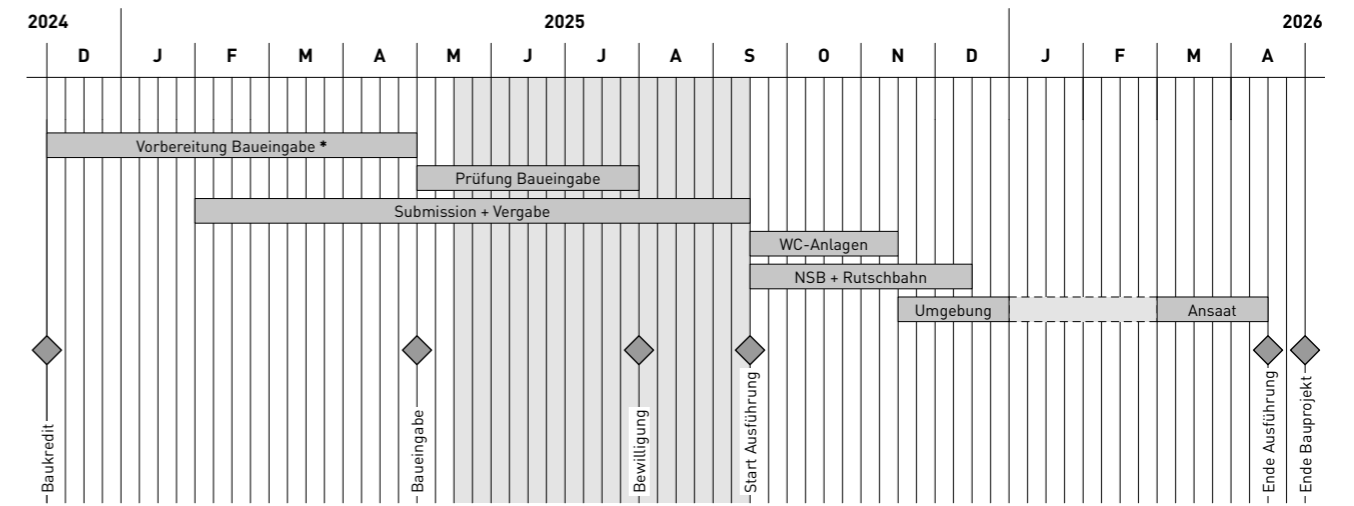 2024 2025 2026
D J F M A M J J A S O N D J F M A
Vorbereitung Baueingabe *
Prüfung Baueingabe
Submission + Vergabe
WC-Anlagen
NSB + Rutschbahn
Umgebung Ansaat
Baukredit
Baueingabe
Bewilligung
Start Ausführung
Ende Ausführung
Ende Bauprojekt